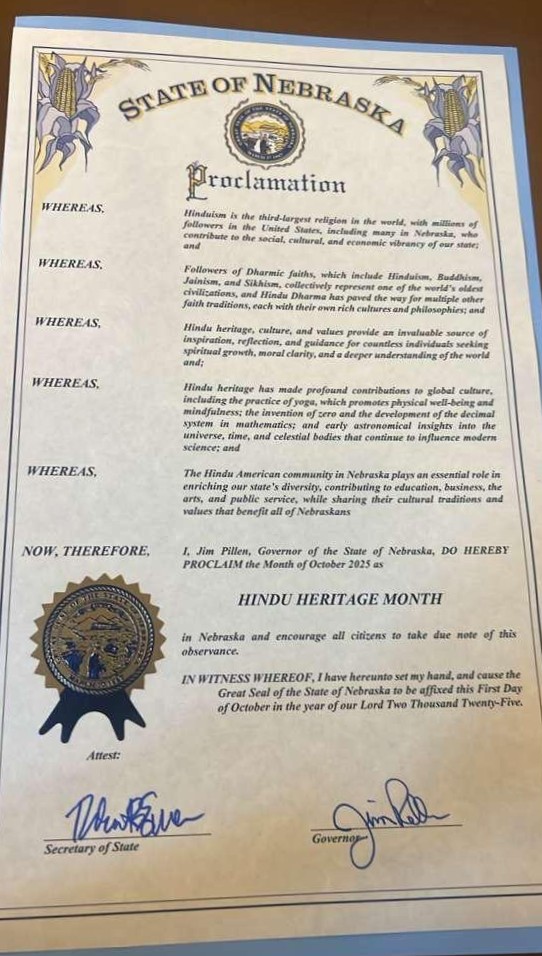 STATE OF NEBRASKA
Proclamation
WHEREAS,
Hinduism is the third-largest religion in the world, with millions of
followers in the United States, including many in Nebraska, who
contribute to the social, cultural, and economic vibrancy of our state;
and
WHEREAS,
Followers of Dharmic faiths, which include Hinduism, Buddhism,
Jainism, and Sikhism, collectively represent one of the world's oldest
civilizations, and Hindu Dharma has paved the way for multiple other
faith traditions, each with their own rich cultures and philosophies; and
WHEREAS,
Hindu heritage, culture, and values provide an invaluable source of
inspiration, reflection, and guidance for countless individuals seeking
spiritual growth, moral clarity, and a deeper understanding of the world
and;
WHEREAS,
Hindu heritage has made profound contributions to global culture,
including the practice of yoga, which promotes physical well-being and
mindfulness; the invention of zero and the development of the decimal
system in mathematics; and early astronomical insights into the
universe, time, and celestial bodies that continue to influence modern
science; and
WHEREAS,
The Hindu American community in Nebraska plays an essential role in
enriching our state's diversity, contributing to education, business, the
arts, and public service, while sharing their cultural traditions and
values that benefit all of Nebraskans
NOW, THEREFORE,
I, Jim Pillen, Governor of the State of Nebraska, DO HEREBY
PROCLAIM the Month of October 2025 as
HINDU HERITAGE MONTH
in Nebraska and encourage all citizens to take due note of this
observance.
IN WITNESS WHEREOF, I have hereunto set my hand, and cause the
Great Seal of the State of Nebraska to be affixed this First Day
of October in the year of our Lord Two Thousand Twenty-Five.
Attest:
Secretary of State
Governor